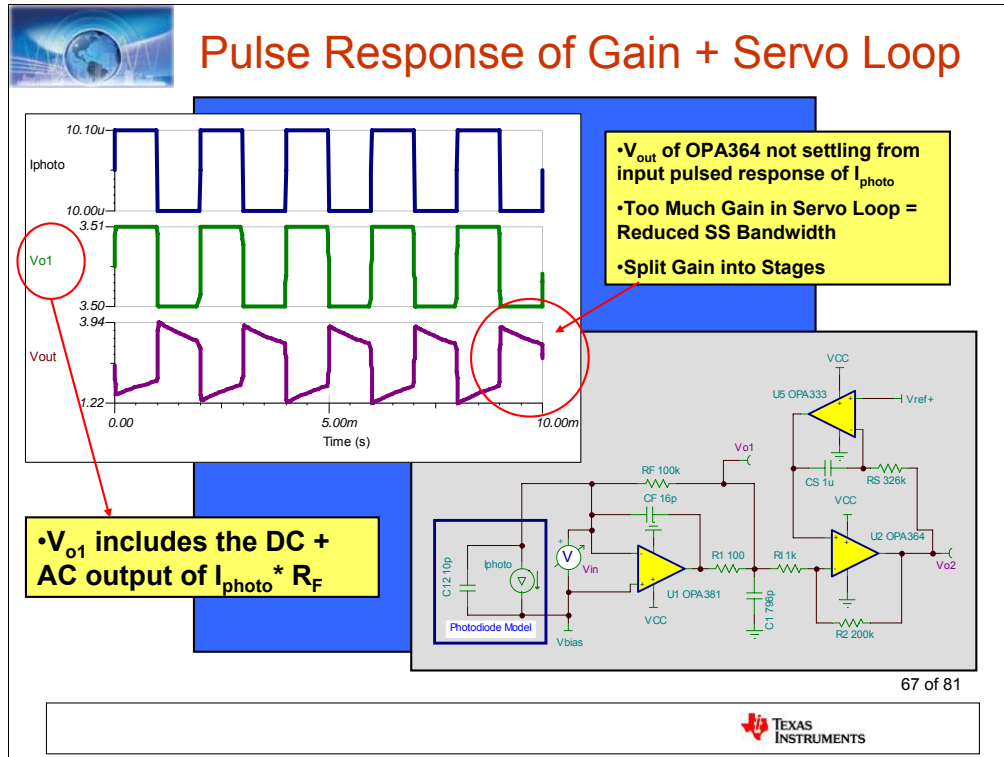 Pulse Response of Gain + Servo Loop
10.10u
Iphoto
10.00u
3.51
Vo1
3.50
3.94
Vout
1.22
0.00
5.00m
10.00m
Time (s)
•Vout of OPA364 not settling from
input pulsed response of Iphoto
•Too Much Gain in Servo Loop =
Reduced SS Bandwidth
•Split Gain into Stages
•Vo1 includes the DC +
AC output of Iphoto* RF
VCC
U5 OPA333
Vref+
Vo1
CS 1u
RS 326k
RF 100k
CF 16p
VCC
U2 OPA364
Vo2
C12 10p
Iphoto
V
Vin
R1 100
RI 1k
U1 OPA381
VCC
C1 796p
R2 200k
Photodiode Model
Vbias
67 of 81
TEXAS
INSTRUMENTS